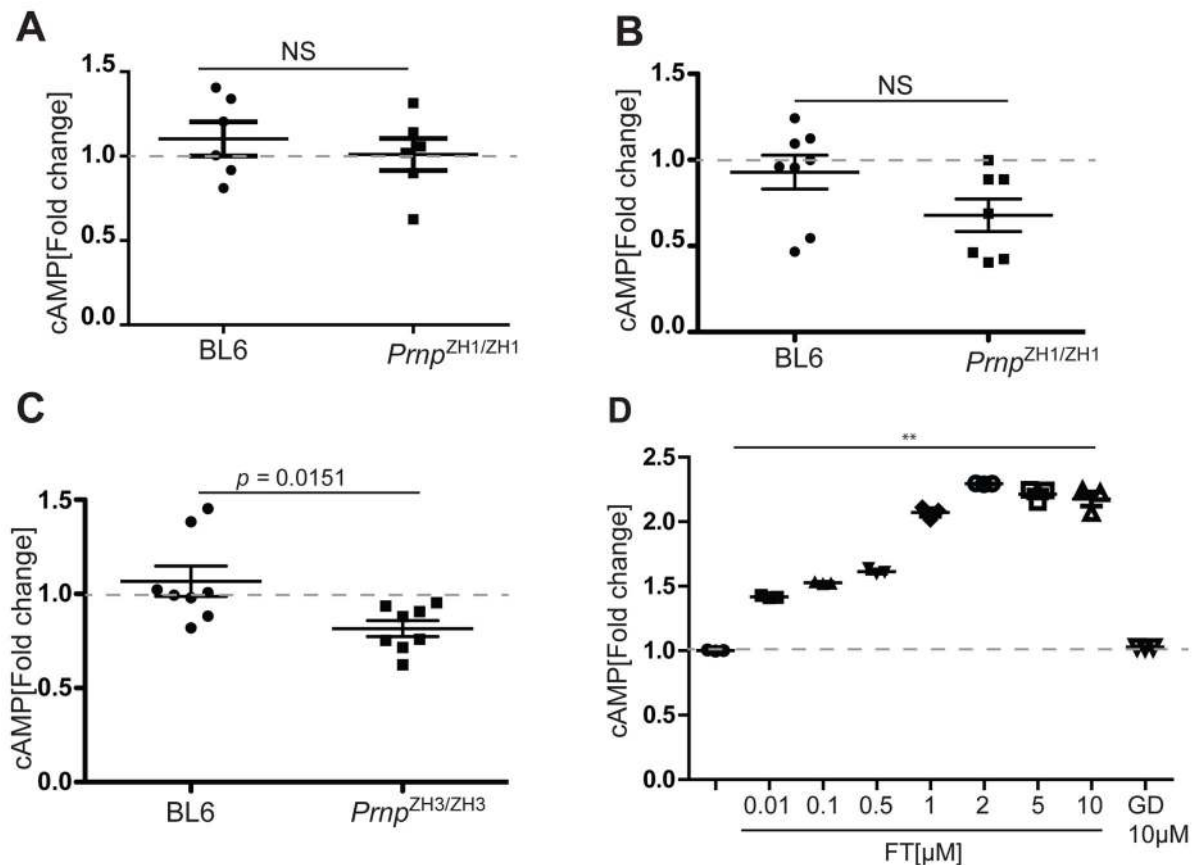 A
NS
cAMP[Fold change]
1.5
1.0
0.5
0.0
BL6
Prnp^ZH1/ZH1
B
NS
cAMP[Fold change]
1.5
1.0
0.5
0.0
BL6
Prnp^ZH1/ZH1
C
p = 0.0151
cAMP[Fold change]
1.5
1.0
0.5
0.0
BL6
Prnp^ZH3/ZH3
D
**
cAMP[Fold change]
2.5
2.0
1.5
1.0
0.5
0.0
0.01 0.1 0.5 1 2 5 10 GD
10µM
FT[µM]